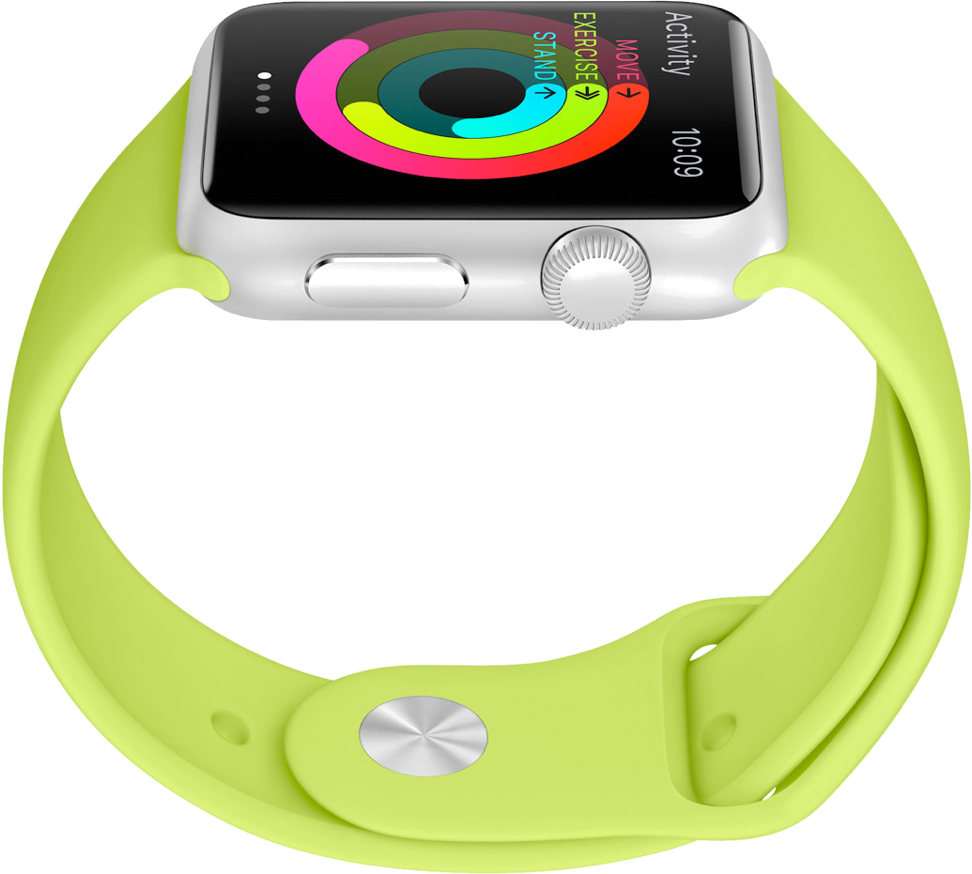 Activity 10:09
MOVE
EXERCISE
STAND